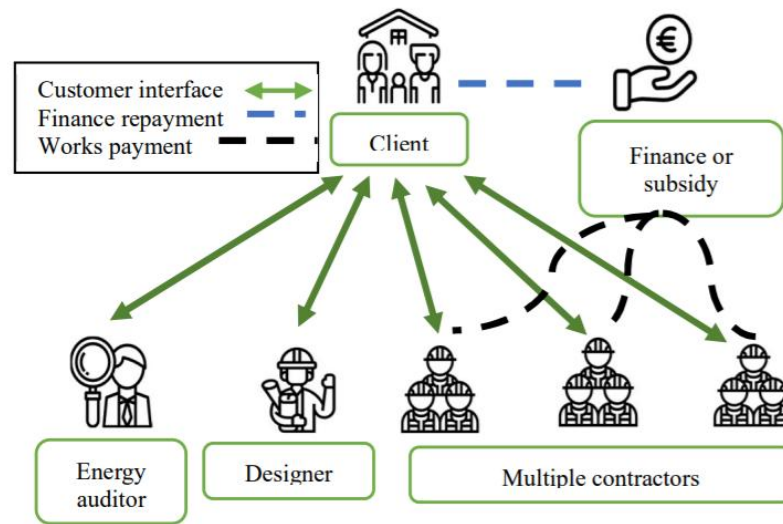 Customer interface
Finance repayment
Works payment
€
Client
Finance or
subsidy
Energy
auditor
Designer
Multiple contractors